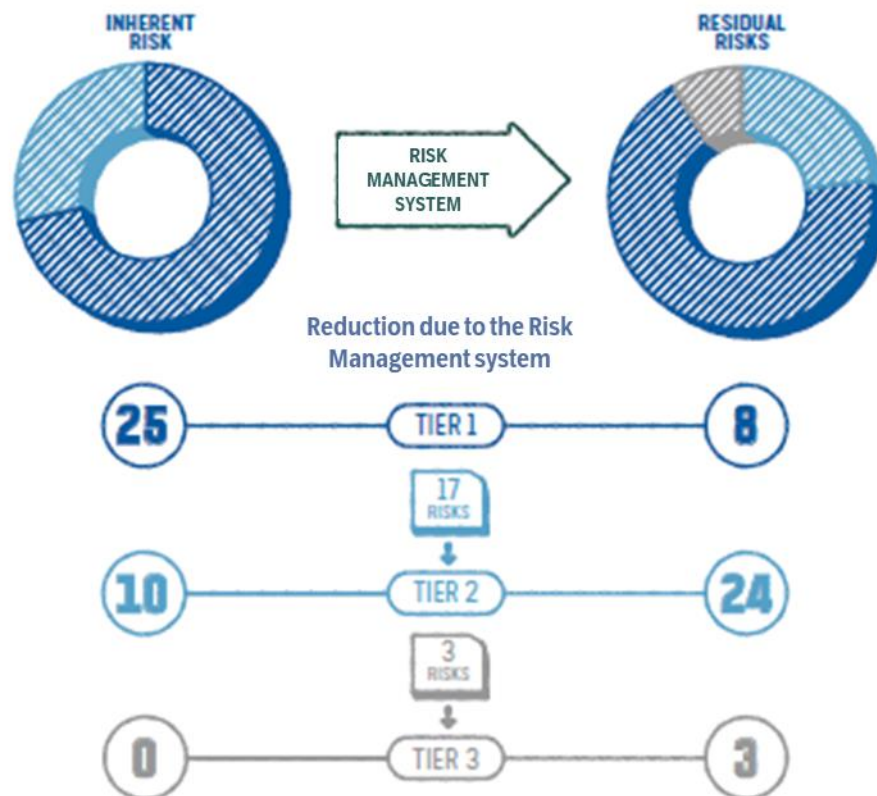 INHERENT
RISK
RESIDUAL
RISKS
RISK
MANAGEMENT
SYSTEM
Reduction due to the Risk
Management system
25
TIER 1
8
17
RISKS
10
TIER 2
24
3
RISKS
0
TIER 3
3